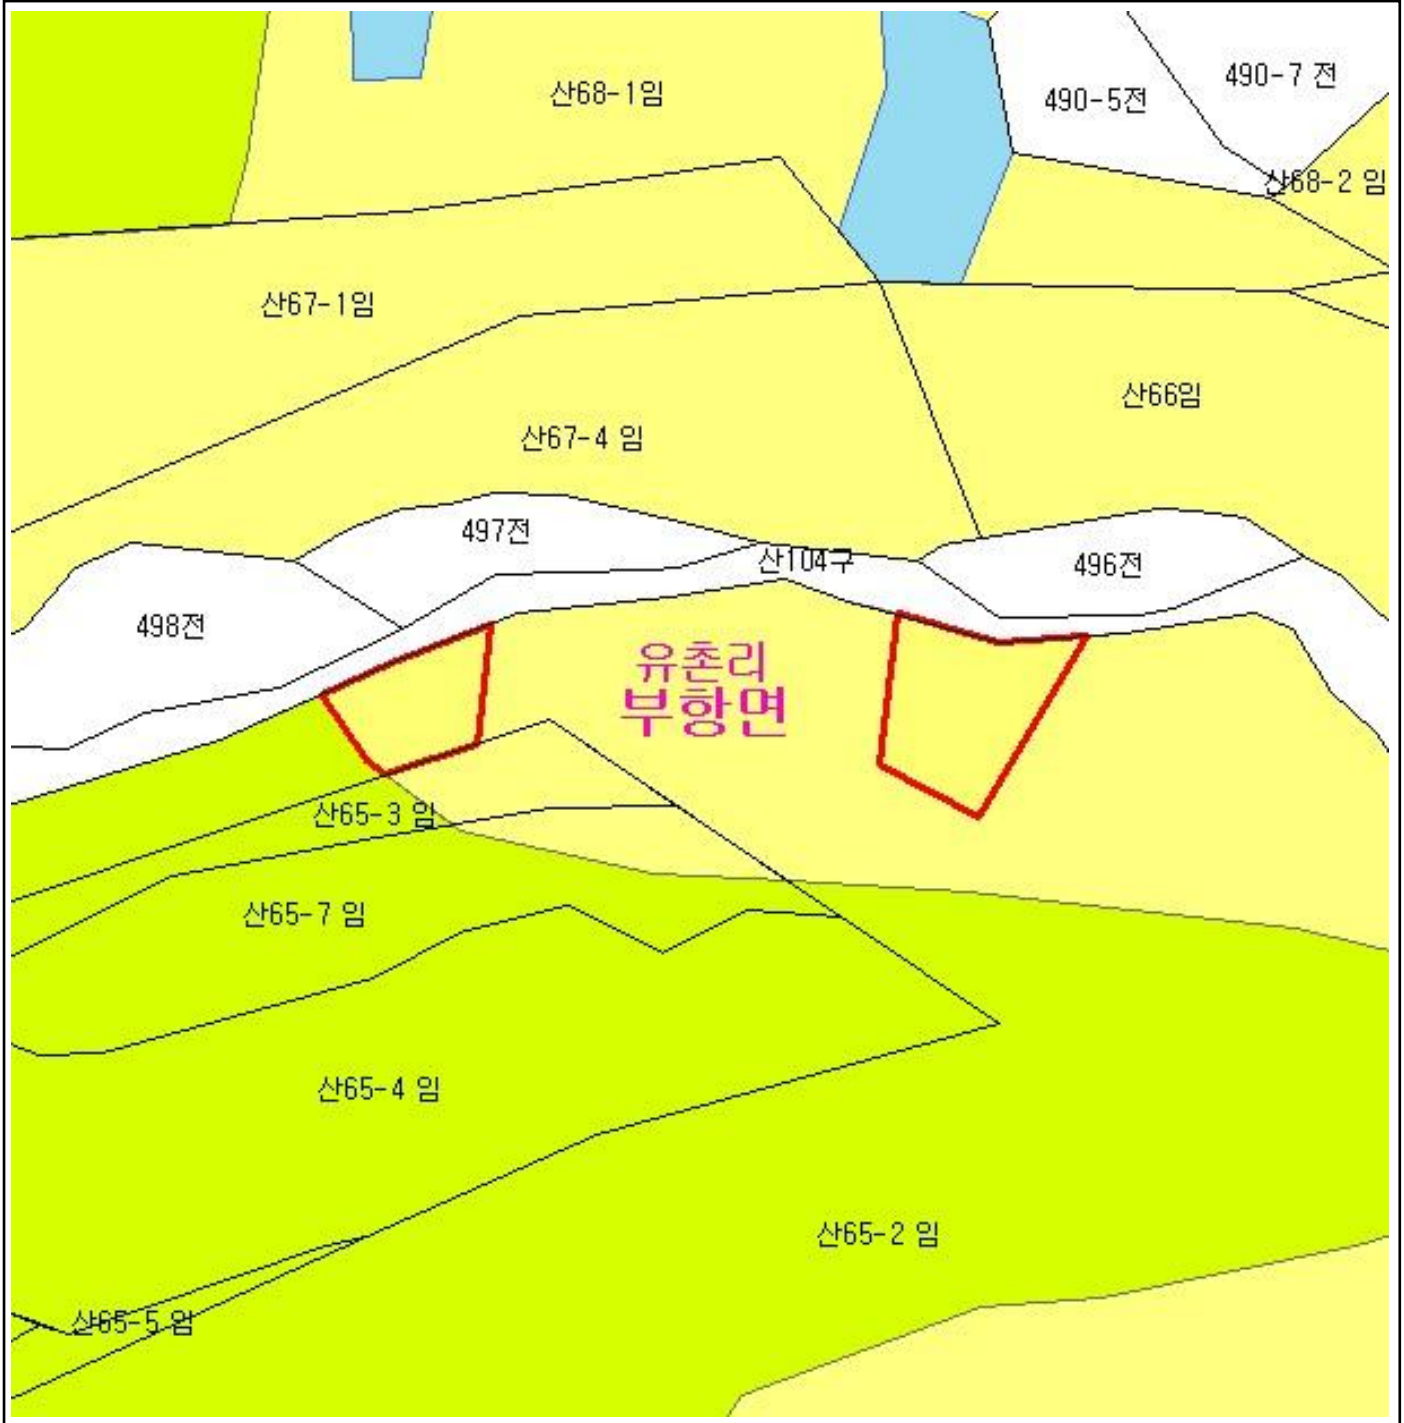 490-7 전
산68-1임
490-5전
산68-2 임
산67-1임
산66임
산67-4 임
497전
산104구
496전
498전
유촌리
부항면
산65-3 임
산65-7 임
산65-4 임
산65-2 임
산65-5 임